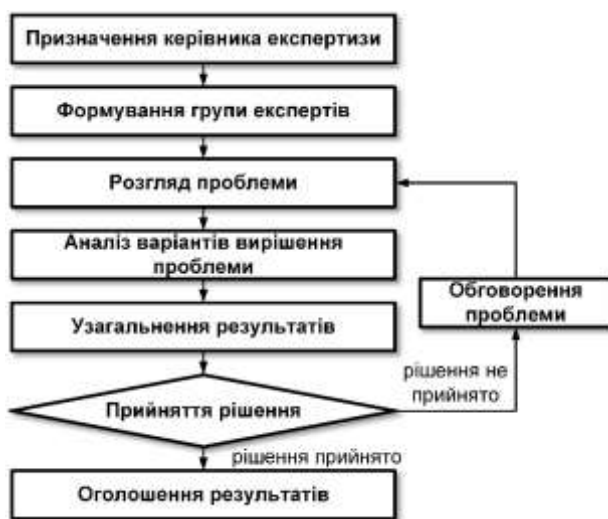 Призначення керівника експертизи
Формування групи експертів
Розгляд проблеми
Аналіз варіантів вирішення
проблеми
Обговорення
проблеми
Узагальнення результатів
рішення не
прийнято
Прийняття рішення
рішення прийнято
Оголошення результатів